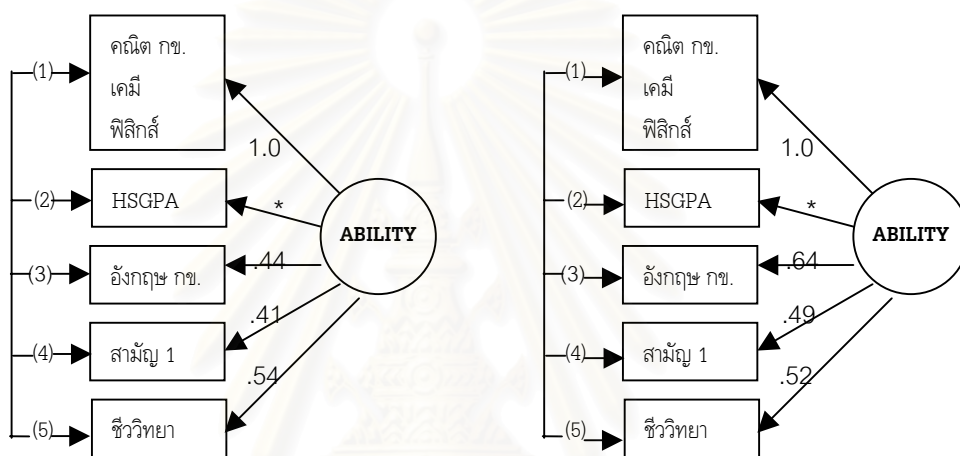 (1)
คณิต กข.
เคมี
ฟิสิกส์
1.0
(2)
HSGPA
*
ABILITY
(3)
อังกฤษ กข.
.44
(4)
สามัญ 1
.41
(5)
ชีววิทยา
.54
(1)
คณิต กข.
เคมี
ฟิสิกส์
1.0
(2)
HSGPA
*
ABILITY
(3)
อังกฤษ กข.
.64
(4)
สามัญ 1
.49
(5)
ชีววิทยา
.52